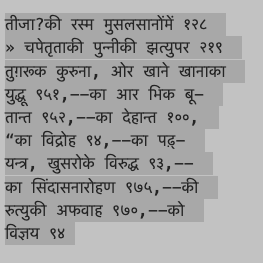 तीजा?की रस्म मुसलसानोंमें १२८
» चपेतृताकी पुन्नीकी झत्युपर २१९
तुग़रूक कुरुना, ओर खाने खानाका
युद्धू ९५१,––का आर भिक बू–
तान्त ९५२,––का देहान्त १००,
“का विद्रोह ९४,––का पढ़्–
यन्त्र, खुसरोके विरुद्ध ९३,––
का सिंदासनारोहण ९७५,––की
रुत्युकी अफवाह ९७०,––को
विज्ञय ९४